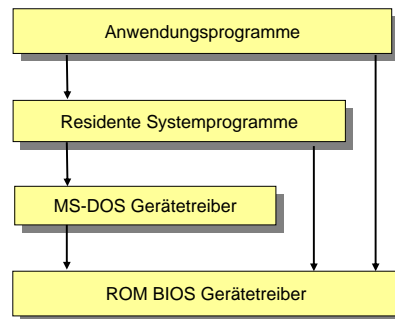 Anwendungsprogramme
Residente Systemprogramme
MS-DOS Gerätetreiber
ROM BIOS Gerätetreiber